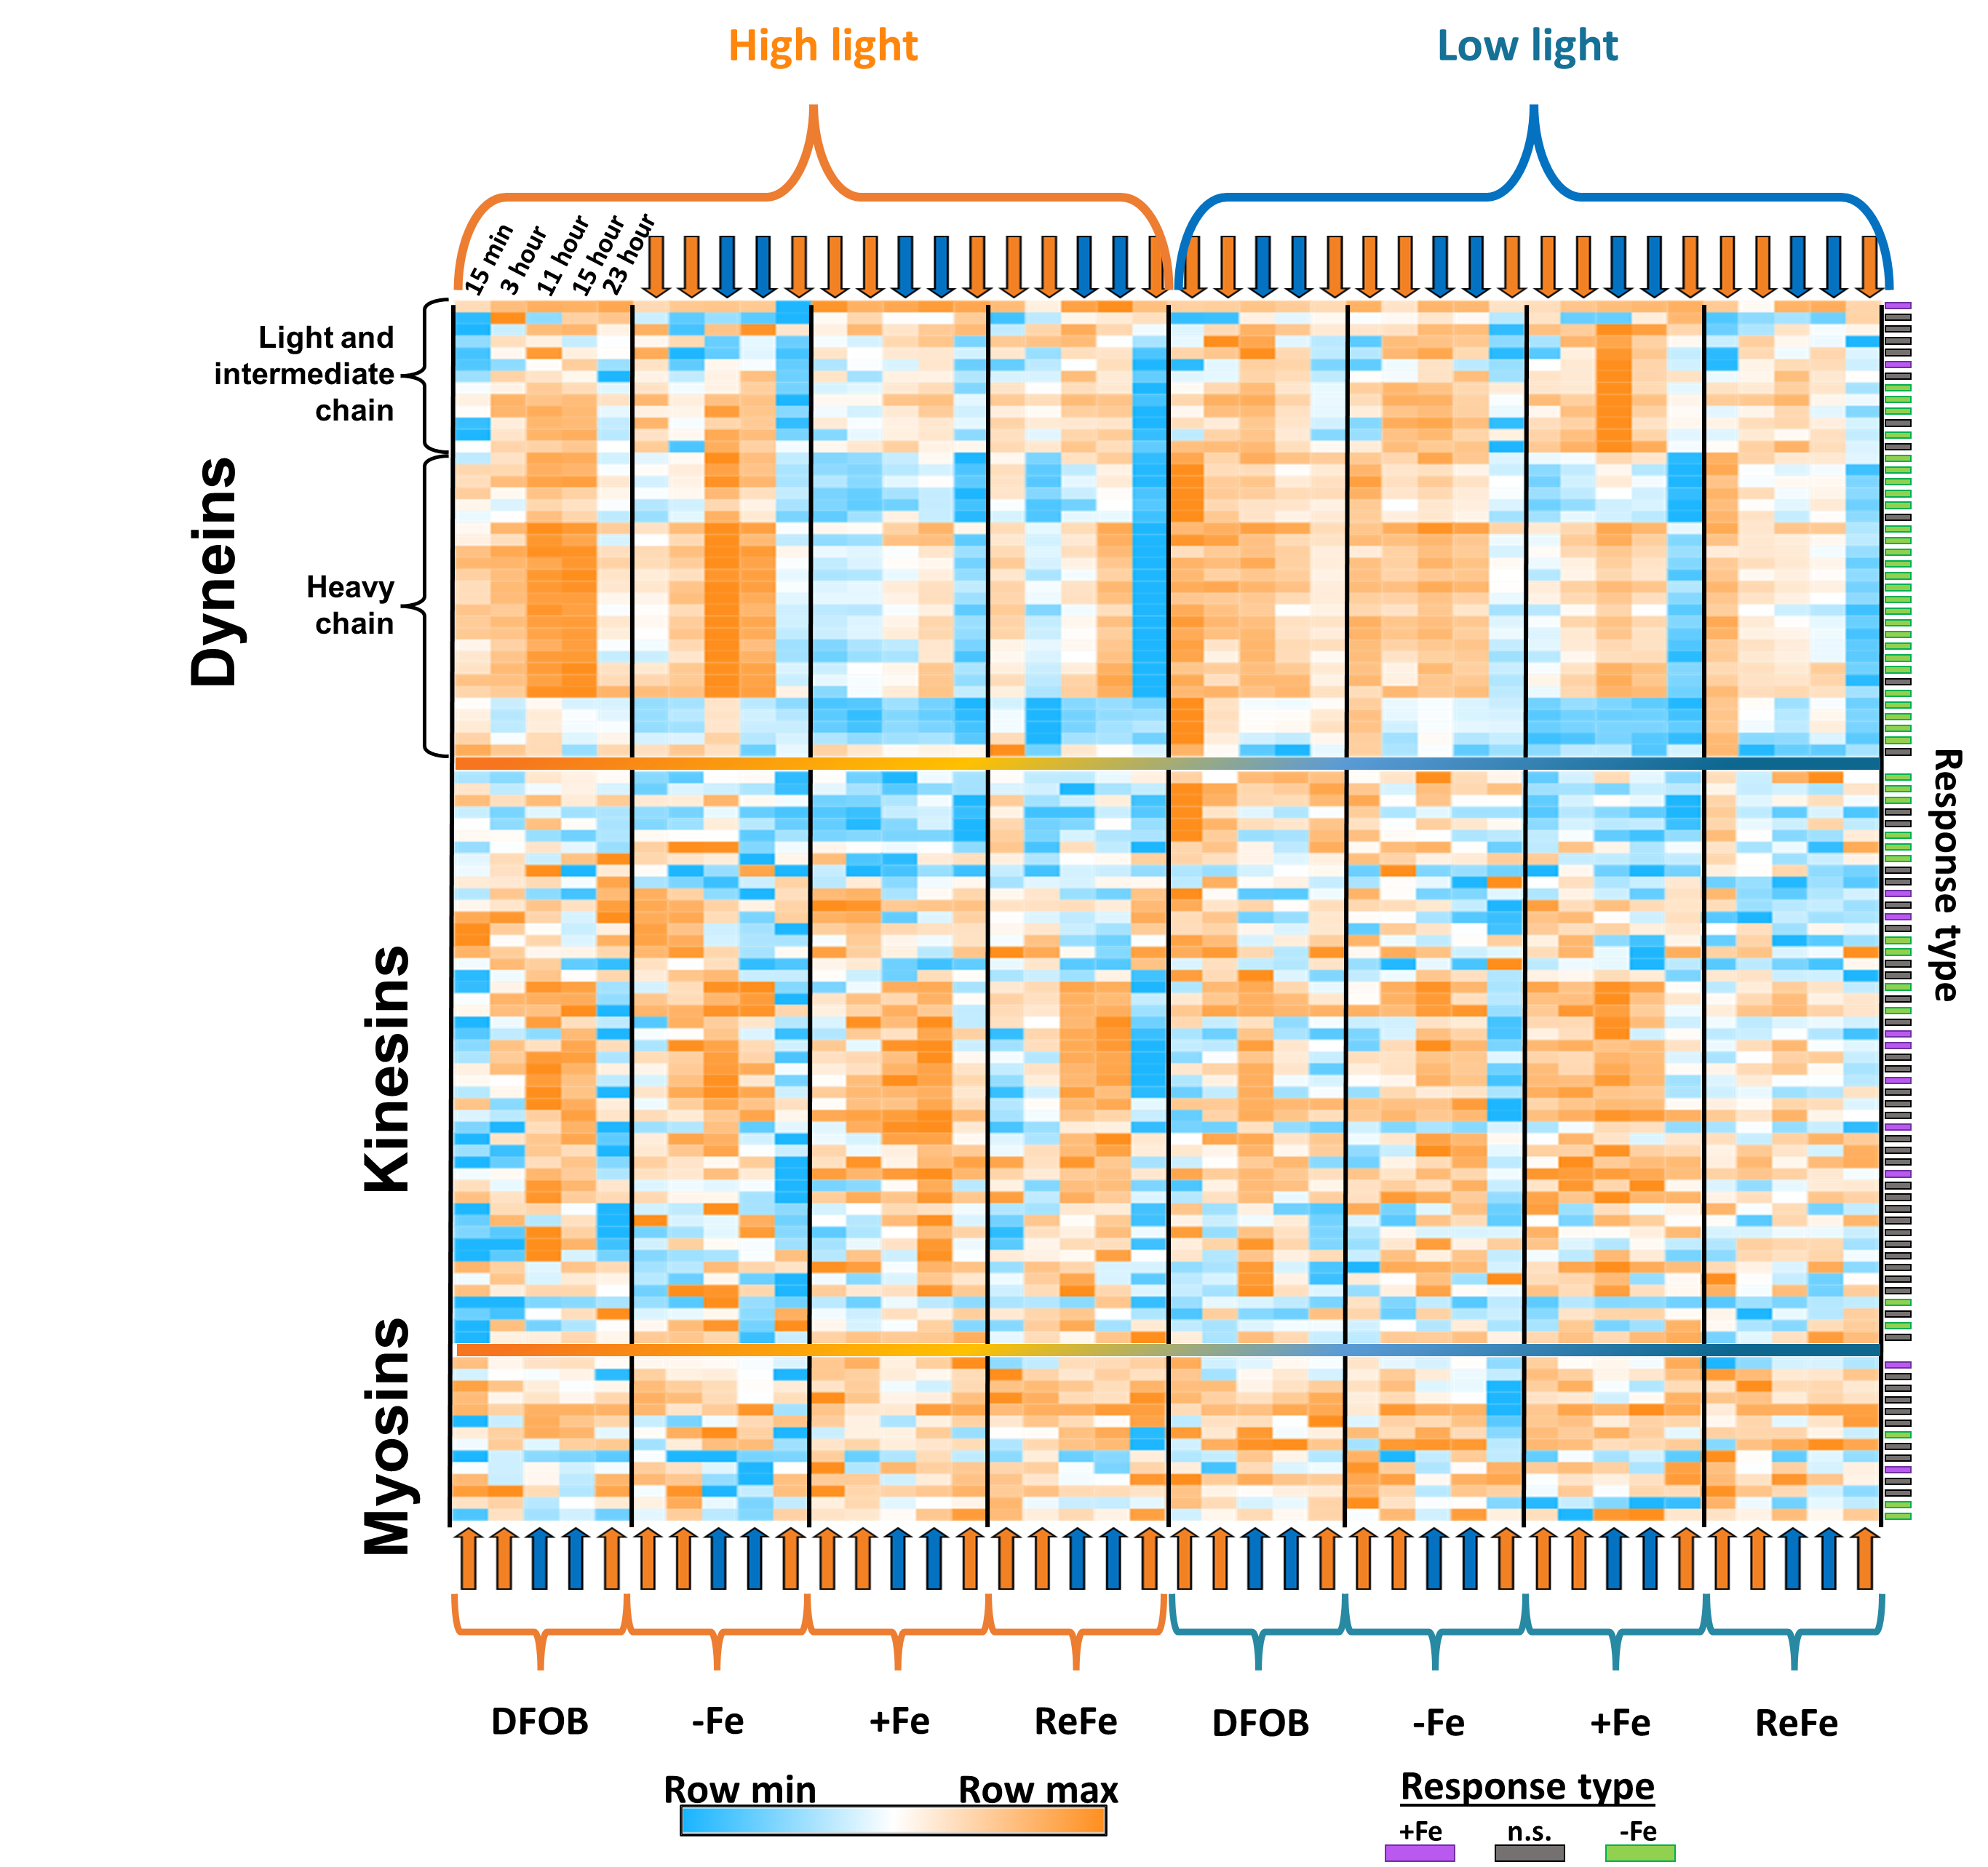 High light
Low light
15 min
3 hour
11 hour
15 hour
23 hour
Light and
intermediate
chain
Heavy
chain
Dyneins
Kinesins
Myosins
Response type
DFOB
-Fe
+Fe
ReFe
DFOB
-Fe
+Fe
ReFe
Row min
Row max
Response type
+Fe
n.s.
-Fe